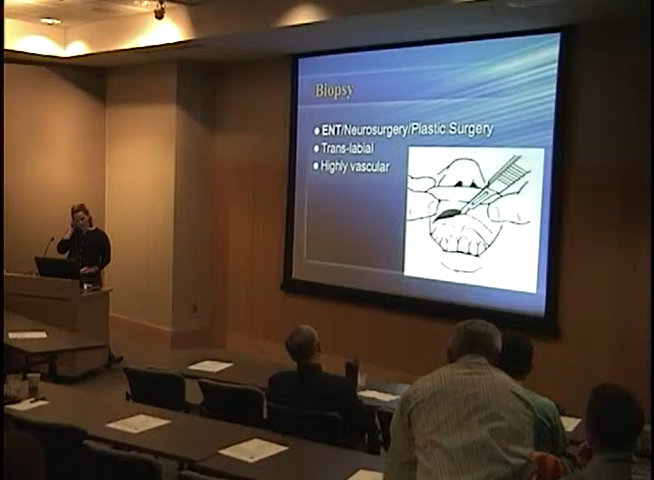 Biopsy
ENT/Neurosurgery/Plastic Surgery
Trans-labial
Highly vascular